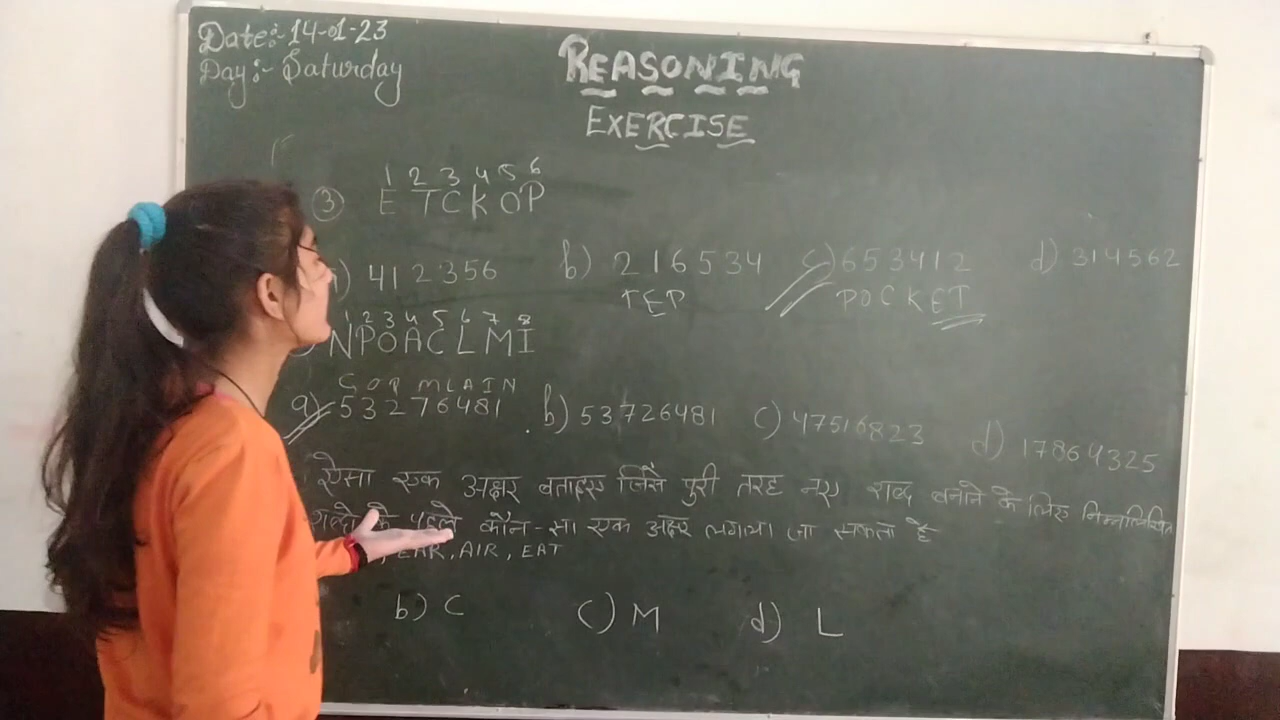 Date:- 14-01-23
Day:- Saturday
REASONING
EXERCISE
1 2 3 4 5 6
③ E T C K O P
) 412356 b) 216534 c) 653412 d) 314562
TEP POCKET
1 2 3 4 5 6 7 8
N P O A C L M I
C O P M L A I N
a) 53276481 b) 53726481 c) 47516823 d) 17864325
ऐसा एक अक्षर बताइए जिसे पुरी तरह नए शब्द बनाने के लिए निम्नलिखित
शब्दो के पहले कौन-सा एक अक्षर लगाया जा सकता है
, EAR, AIR, EAT
b) C c) M d) L